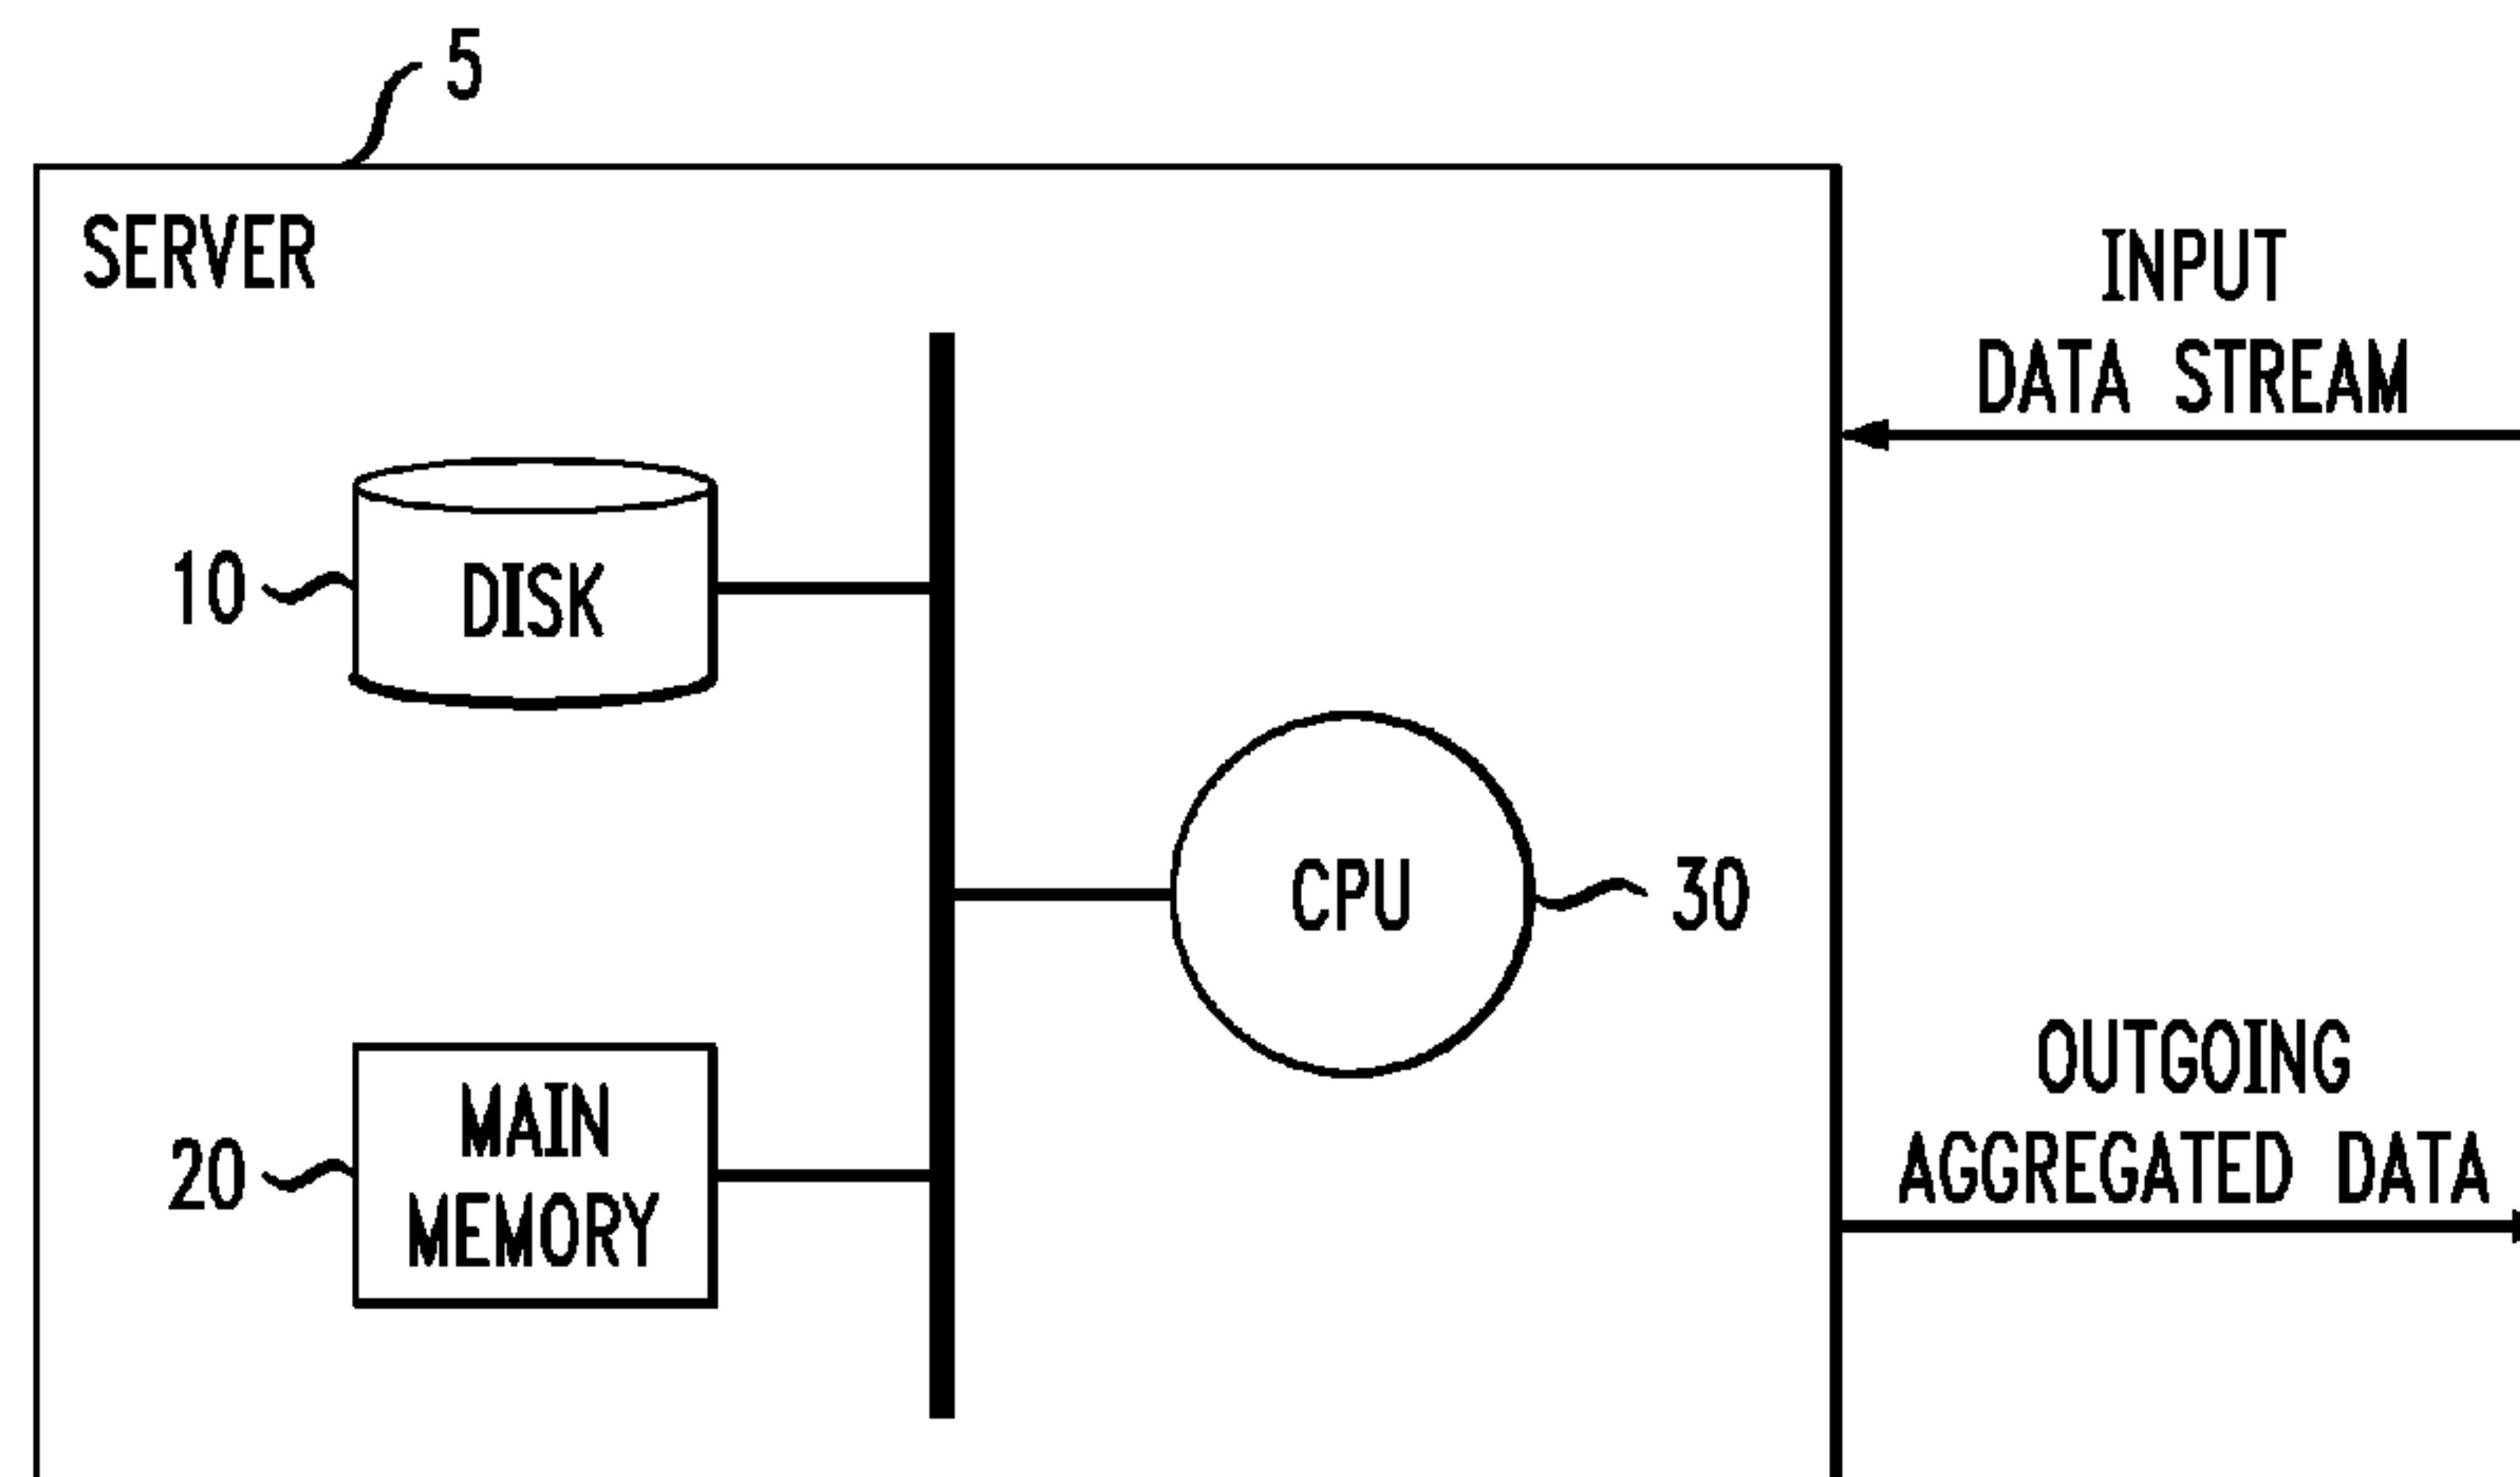 5
SERVER
INPUT
DATA STREAM
10
DISK
CPU
30
OUTGOING
AGGREGATED DATA
20
MAIN
MEMORY